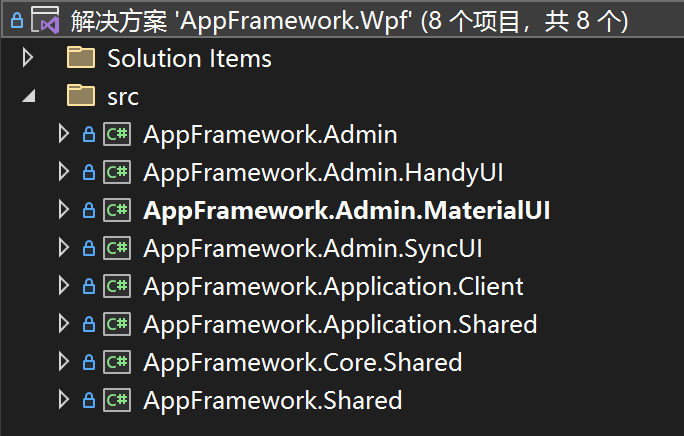 解决方案 'AppFramework.Wpf' (8 个项目，共 8 个)
Solution Items
src
C# AppFramework.Admin
C# AppFramework.Admin.HandyUI
C# AppFramework.Admin.MaterialUI
C# AppFramework.Admin.SyncUI
C# AppFramework.Application.Client
C# AppFramework.Application.Shared
C# AppFramework.Core.Shared
C# AppFramework.Shared